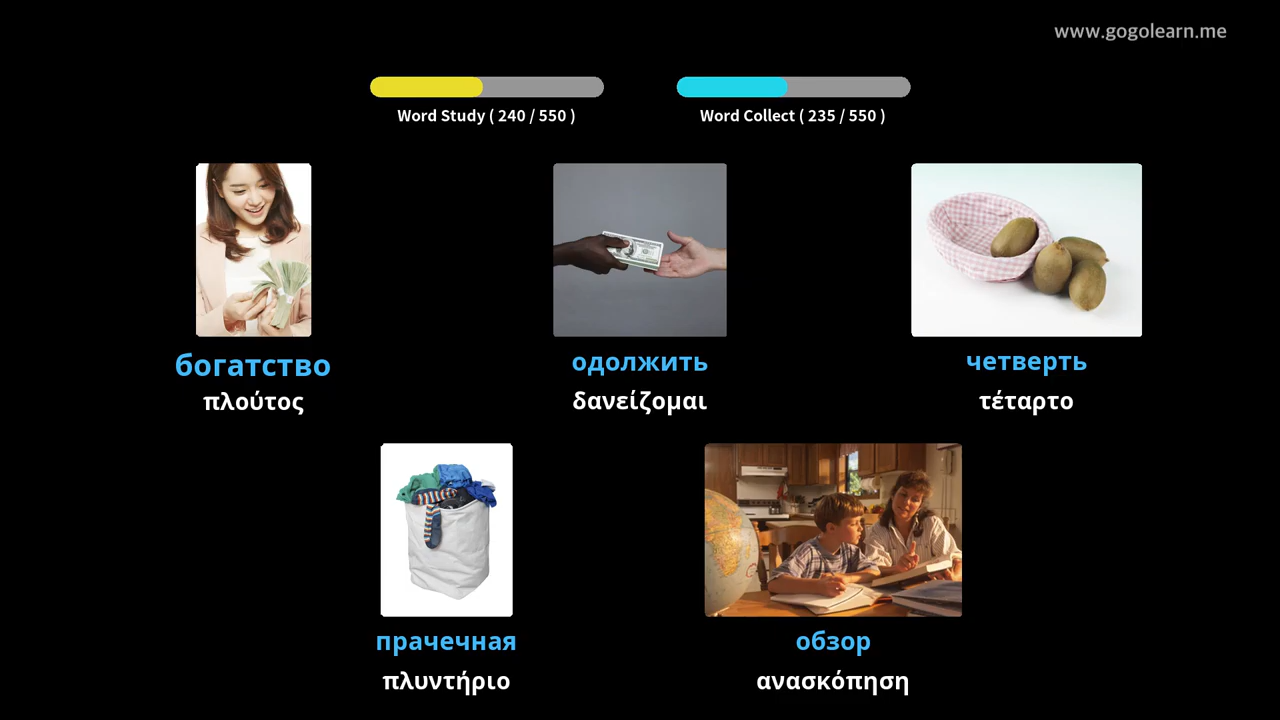 www.gogolearn.me
Word Study ( 240 / 550 )
Word Collect ( 235 / 550 )
богатство
πλούτος
одолжить
δανείζομαι
четверть
τέταρτο
прачечная
πλυντήριο
обзор
ανασκόπηση